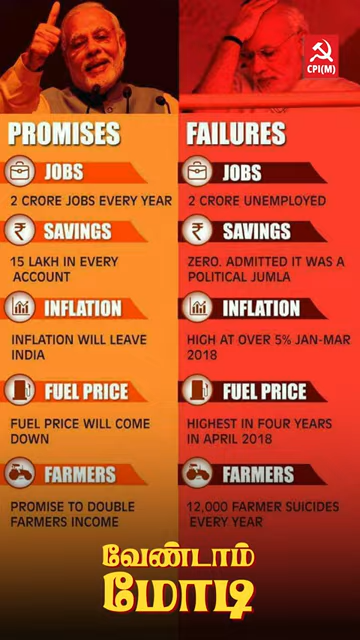 CPI(M)
PROMISES
JOBS
2 CRORE JOBS EVERY YEAR
SAVINGS
15 LAKH IN EVERY
ACCOUNT
INFLATION
INFLATION WILL LEAVE
INDIA
FUEL PRICE
FUEL PRICE WILL COME
DOWN
FARMERS
PROMISE TO DOUBLE
FARMERS INCOME
FAILURES
JOBS
2 CRORE UNEMPLOYED
₹ SAVINGS
ZERO. ADMITTED IT WAS A
POLITICAL JUMLA
INFLATION
HIGH AT OVER 5% JAN-MAR
2018
FUEL PRICE
HIGHEST IN FOUR YEARS
IN APRIL 2018
FARMERS
12,000 FARMER SUICIDES
EVERY YEAR
வேண்டாம்
மோடி